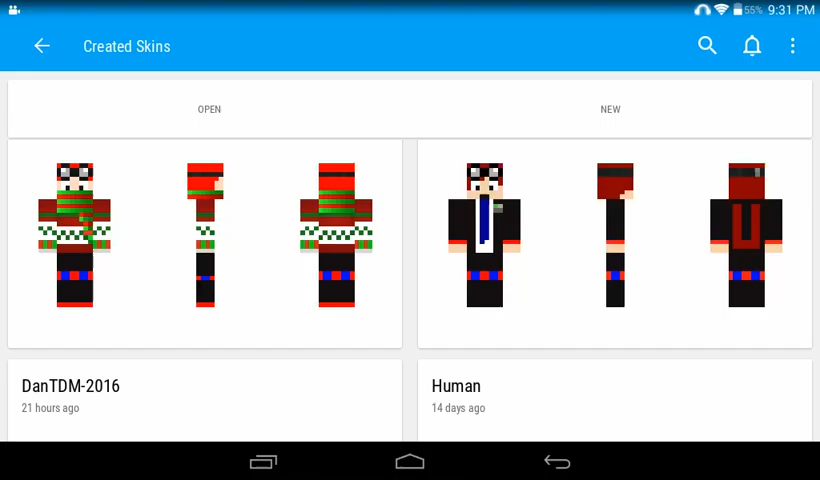 55% 9:31 PM
Created Skins
OPEN NEW
DanTDM-2016 Human
21 hours ago 14 days ago